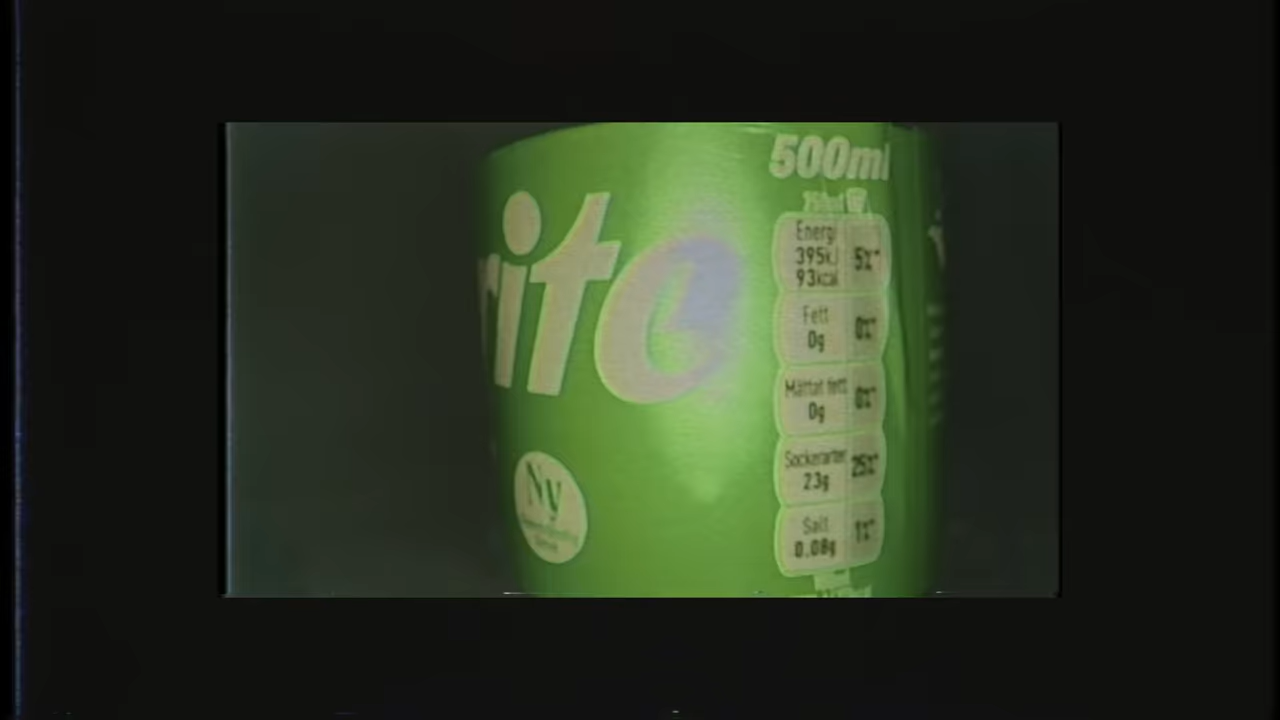 rite
500ml
Energi
395kJ
93kcal
5%*
Fett
0g
0%*
Mättat fett
0g
0%*
Sockerarter
23g
25%*
Salt
0.08g
1%*
Ny